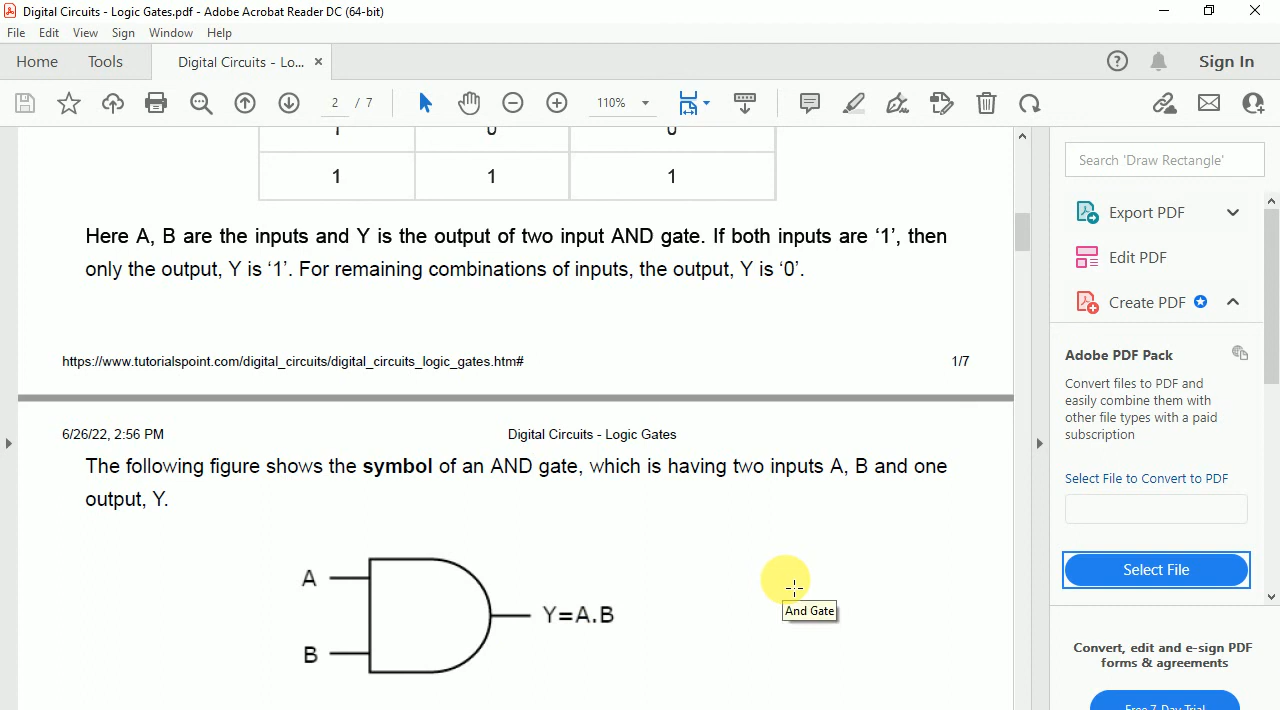 Digital Circuits - Logic Gates.pdf - Adobe Acrobat Reader DC (64-bit)
File Edit View Sign Window Help
Home Tools Digital Circuits - Lo... × Sign In
2 / 7 110%
1 0 0
1 1 1
Here A, B are the inputs and Y is the output of two input AND gate. If both inputs are ‘1’, then
only the output, Y is ‘1’. For remaining combinations of inputs, the output, Y is ‘0’.
https://www.tutorialspoint.com/digital_circuits/digital_circuits_logic_gates.htm# 1/7
6/26/22, 2:56 PM Digital Circuits - Logic Gates
The following figure shows the symbol of an AND gate, which is having two inputs A, B and one
output, Y.
A
B
Y=A.B
And Gate
Search 'Draw Rectangle'
Export PDF
Edit PDF
Create PDF
Adobe PDF Pack
Convert files to PDF and
easily combine them with
other file types with a paid
subscription
Select File to Convert to PDF
Select File
Convert, edit and e-sign PDF
forms & agreements
Free 7-Day Trial